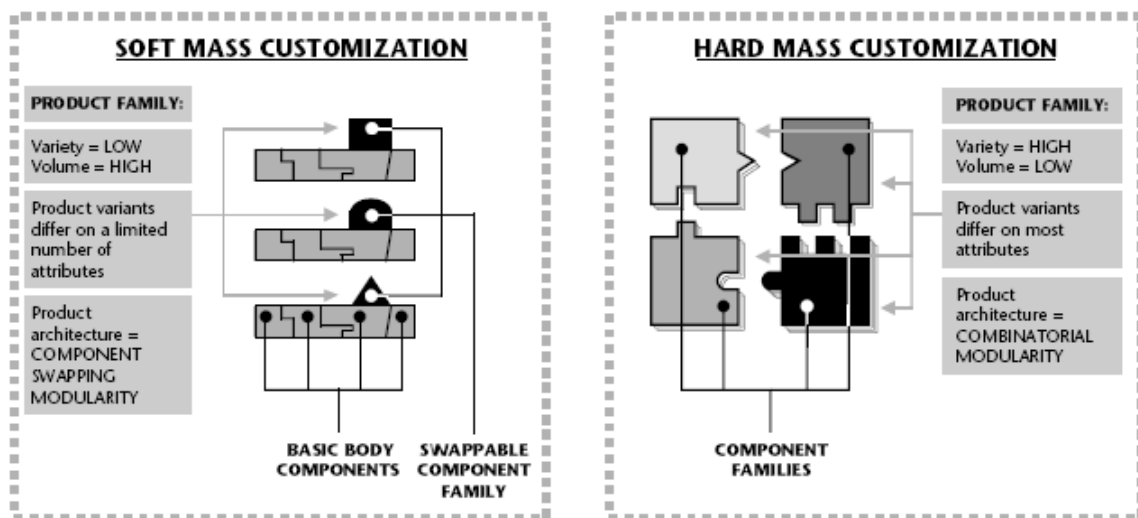 SOFT MASS CUSTOMIZATION
PRODUCT FAMILY:
Variety = LOW
Volume = HIGH
Product variants
differ on a limited
number of
attributes
Product
architecture =
COMPONENT
SWAPPING
MODULARITY
BASIC BODY
COMPONENTS
SWAPPABLE
COMPONENT
FAMILY
HARD MASS CUSTOMIZATION
PRODUCT FAMILY:
Variety = HIGH
Volume = LOW
Product variants
differ on most
attributes
Product
architecture =
COMBINATORIAL
MODULARITY
COMPONENT
FAMILIES